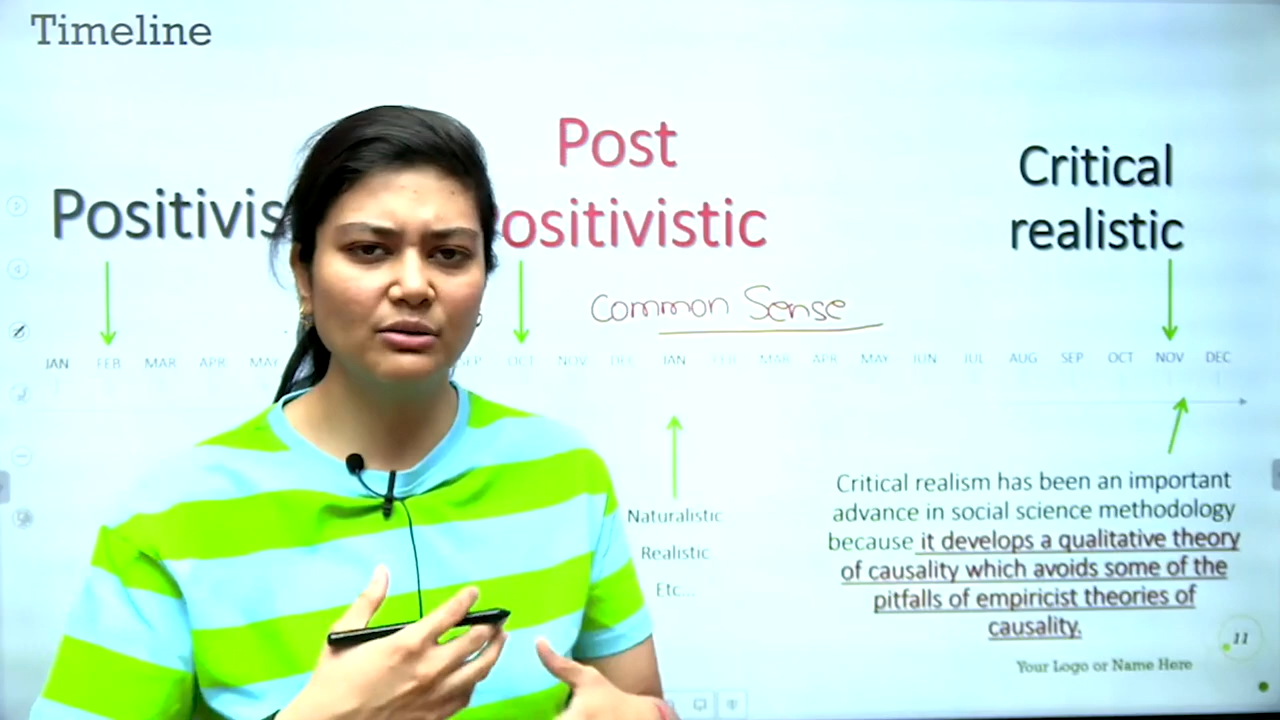 Timeline
Positivis
Post
ositivistic
Critical
realistic
Common Sense
JAN FEB MAR APR MAY SEP OCT NOV DEC JAN FEB MAR APR MAY JUN JUL AUG SEP OCT NOV DEC
Naturalistic
Realistic
Etc...
Critical realism has been an important
advance in social science methodology
because it develops a qualitative theory
of causality which avoids some of the
pitfalls of empiricist theories of
causality.
11
Your Logo or Name Here